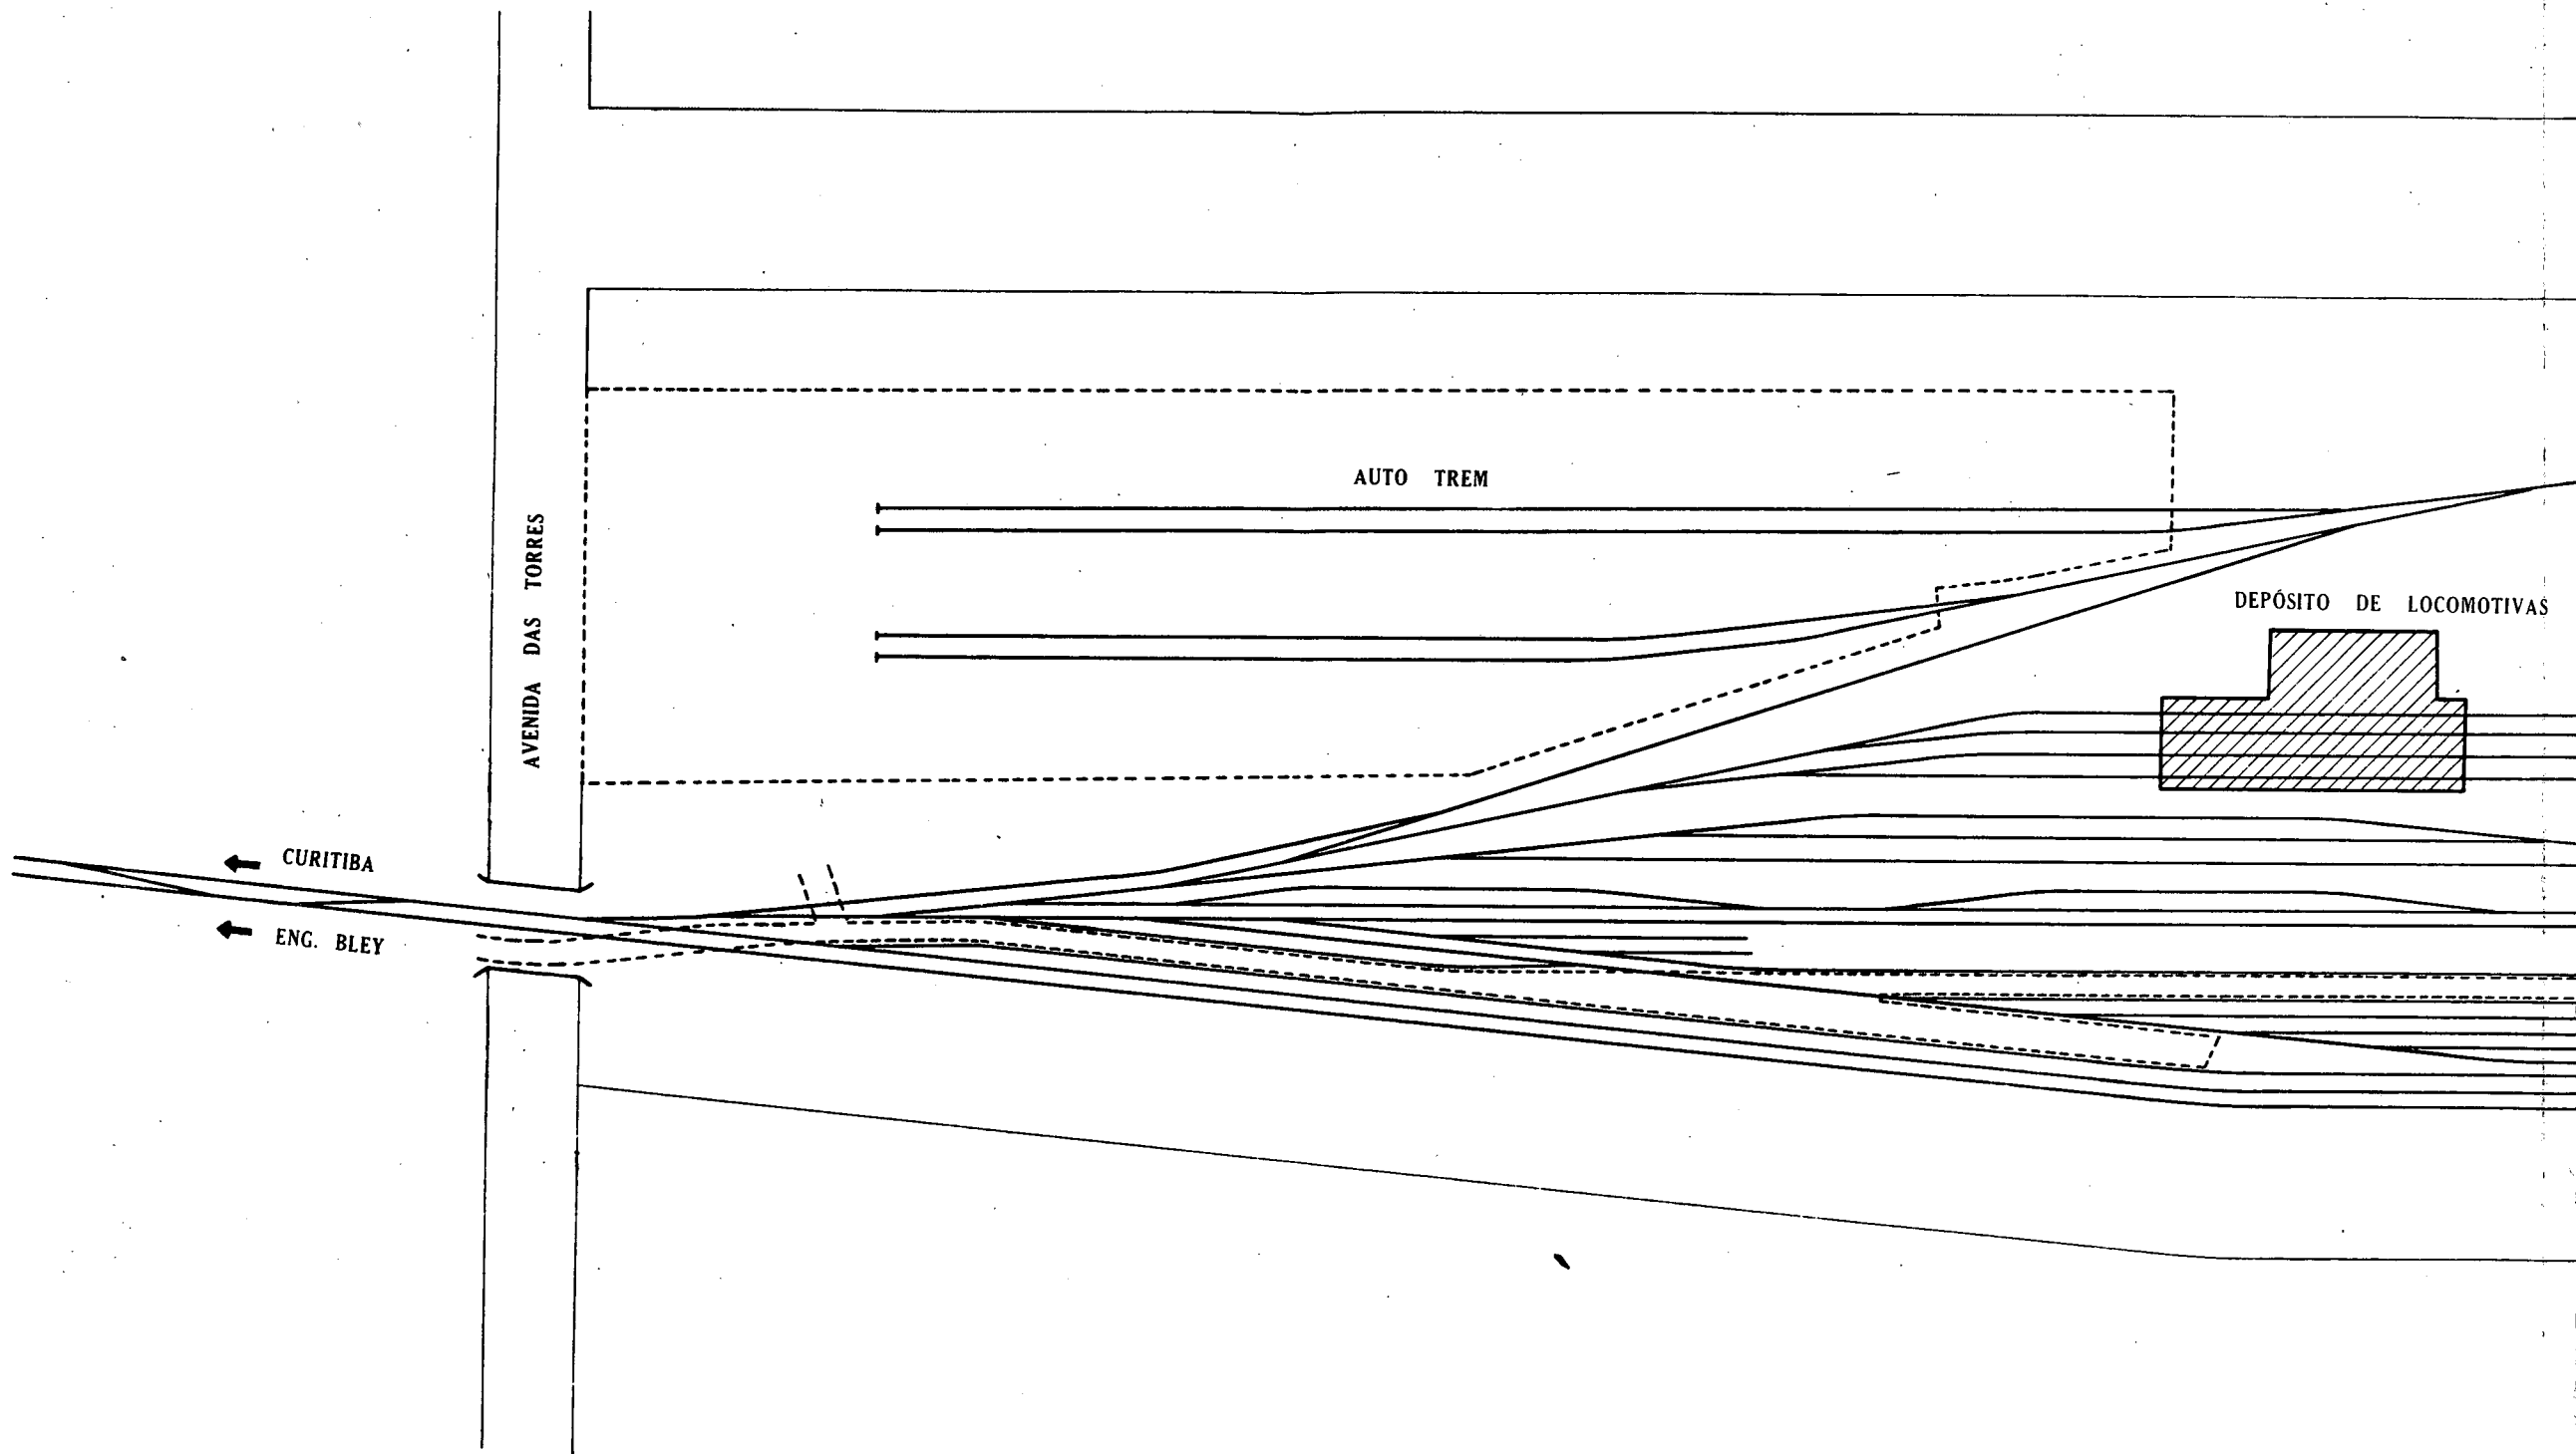 AUTO TREM
AVENIDA DAS TORRES
DEPÓSITO DE LOCOMOTIVAS
CURITIBA
ENG. BLEY